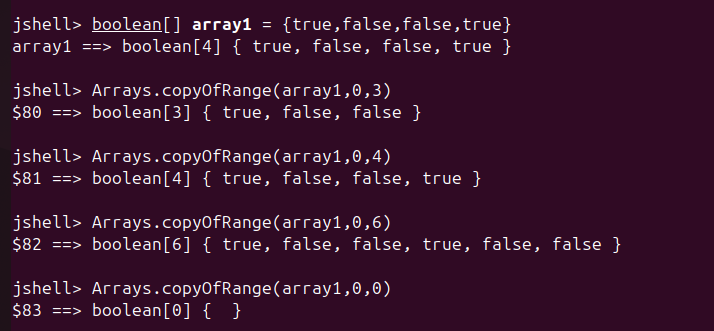 jshell> boolean[] array1 = {true,false,false,true}
array1 ==> boolean[4] { true, false, false, true }
jshell> Arrays.copyOfRange(array1,0,3)
$80 ==> boolean[3] { true, false, false }
jshell> Arrays.copyOfRange(array1,0,4)
$81 ==> boolean[4] { true, false, false, true }
jshell> Arrays.copyOfRange(array1,0,6)
$82 ==> boolean[6] { true, false, false, true, false, false }
jshell> Arrays.copyOfRange(array1,0,0)
$83 ==> boolean[0] {  }